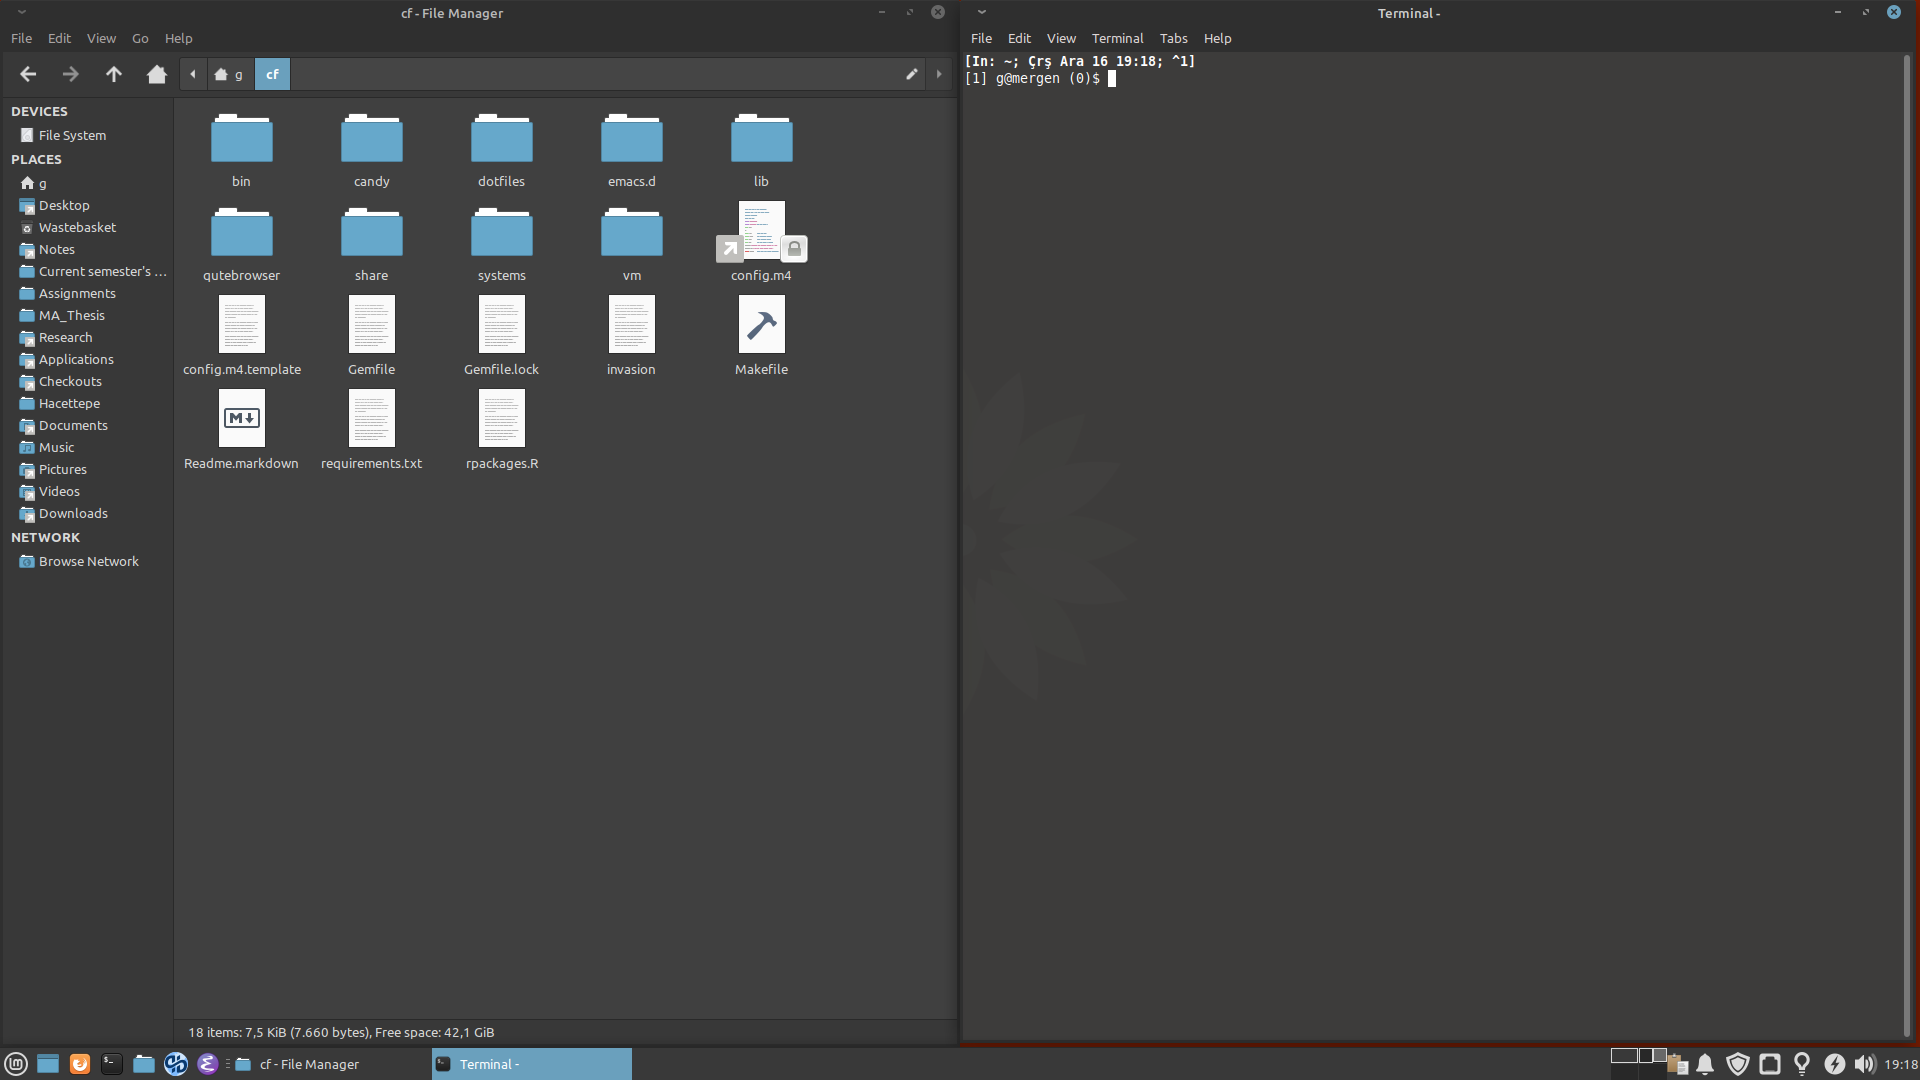 cf - File Manager
File Edit View Go Help
g cf
DEVICES
File System
PLACES
g
Desktop
Wastebasket
Notes
Current semester's ...
Assignments
MA_Thesis
Research
Applications
Checkouts
Hacettepe
Documents
Music
Pictures
Videos
Downloads
NETWORK
Browse Network
bin candy dotfiles emacs.d lib
qutebrowser share systems vm config.m4
config.m4.template Gemfile Gemfile.lock invasion Makefile
M
Readme.markdown requirements.txt rpackages.R
18 items: 7,5 KiB (7.660 bytes), Free space: 42,1 GiB
Terminal -
File Edit View Terminal Tabs Help
[In: ~; Çrş Ara 16 19:18; ^1]
[1] g@mergen (0)$
cf - File Manager Terminal - 19:18